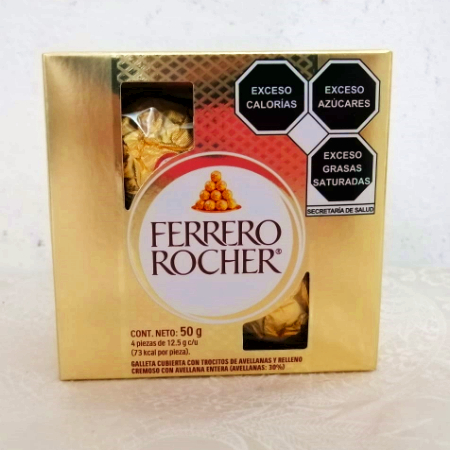 EXCESO
CALORÍAS
EXCESO
AZÚCARES
EXCESO
GRASAS
SATURADAS
SECRETARÍA DE SALUD
FERRERO
ROCHER®
CONT. NETO: 50 g
4 piezas de 12.5 g c/u
(73 kcal por pieza).
GALLETA CUBIERTA CON TROCITOS DE AVELLANAS Y RELLENO
CREMOSO CON AVELLANA ENTERA (AVELLANAS: 30%)